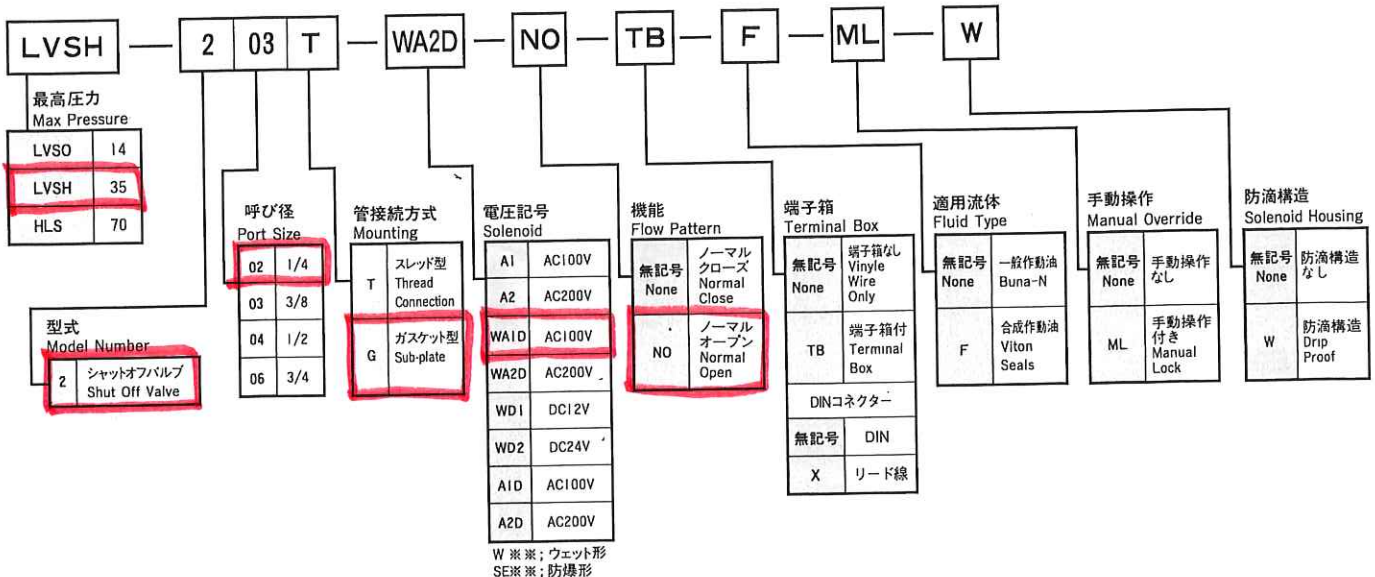 LVSH — 2 03 T — WA2D — NO — TB — F — ML — W
最高圧力
Max Pressure
LVSO 14
LVSH 35
HLS 70
型式
Model Number
2 シャットオフバルブ
Shut Off Valve
呼び径
Port Size
02 1/4
03 3/8
04 1/2
06 3/4
管接続方式
Mounting
T スレッド型
Thread
Connection
G ガスケット型
Sub-plate
電圧記号
Solenoid
A1 AC100V
A2 AC200V
WA1D AC100V
WA2D AC200V
WD1 DC12V
WD2 DC24V
A1D AC100V
A2D AC200V
W ※※；ウェット形
SE※※；防爆形
機能
Flow Pattern
無記号
None
ノーマル
クローズ
Normal
Close
NO
ノーマル
オープン
Normal
Open
端子箱
Terminal Box
無記号
None
端子箱なし
Vinyle
Wire
Only
TB
端子箱付
Terminal
Box
DINコネクター
無記号 DIN
X リード線
適用流体
Fluid Type
無記号
None
一般作動油
Buna-N
F
合成作動油
Viton
Seals
手動操作
Manual Override
無記号
None
手動操作
なし
ML
手動操作
付き
Manual
Lock
防滴構造
Solenoid Housing
無記号
None
防滴構造
なし
W
防滴構造
Drip
Proof